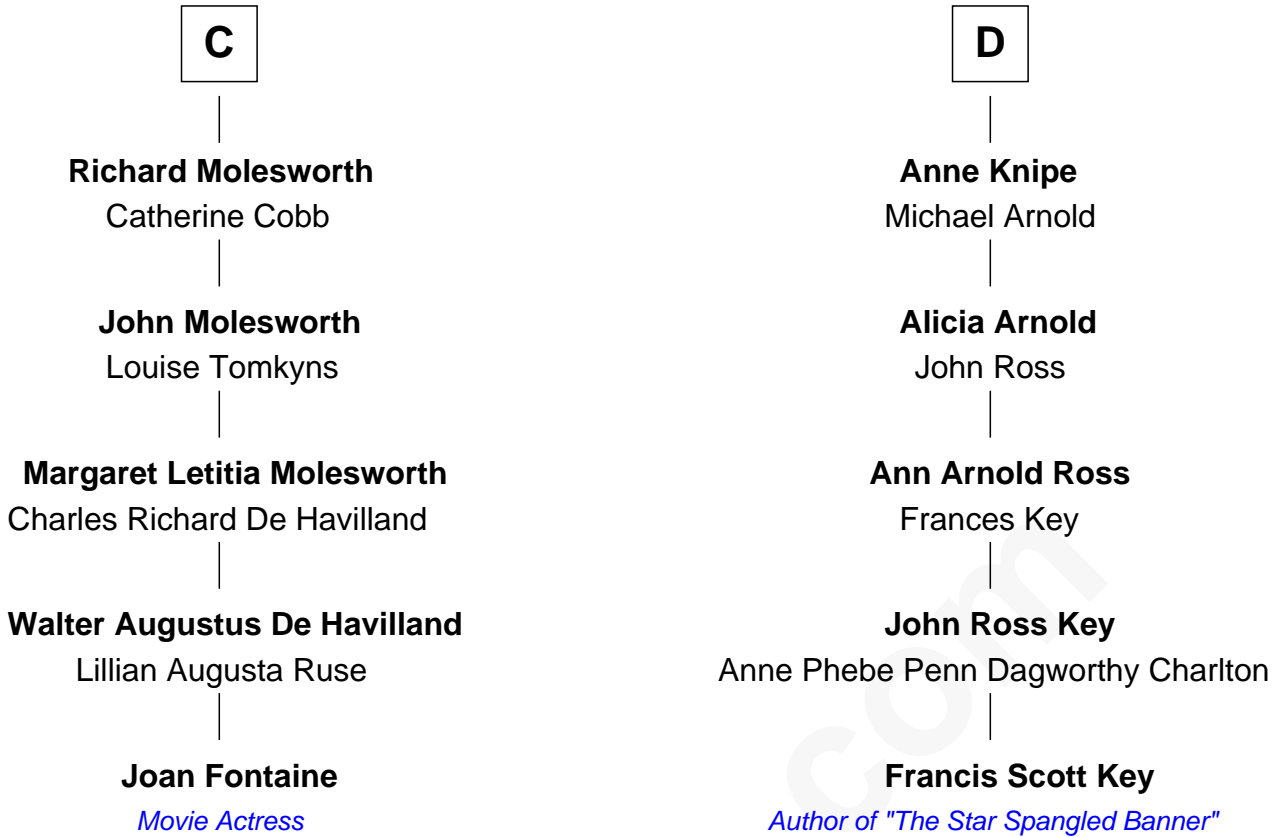 C
Richard Molesworth
Catherine Cobb
John Molesworth
Louise Tomkyns
Margaret Letitia Molesworth
Charles Richard De Havilland
Walter Augustus De Havilland
Lillian Augusta Ruse
Joan Fontaine
Movie Actress
D
Anne Knipe
Michael Arnold
Alicia Arnold
John Ross
Ann Arnold Ross
Frances Key
John Ross Key
Anne Phebe Penn Dagworthy Charlton
Francis Scott Key
Author of "The Star Spangled Banner"
com